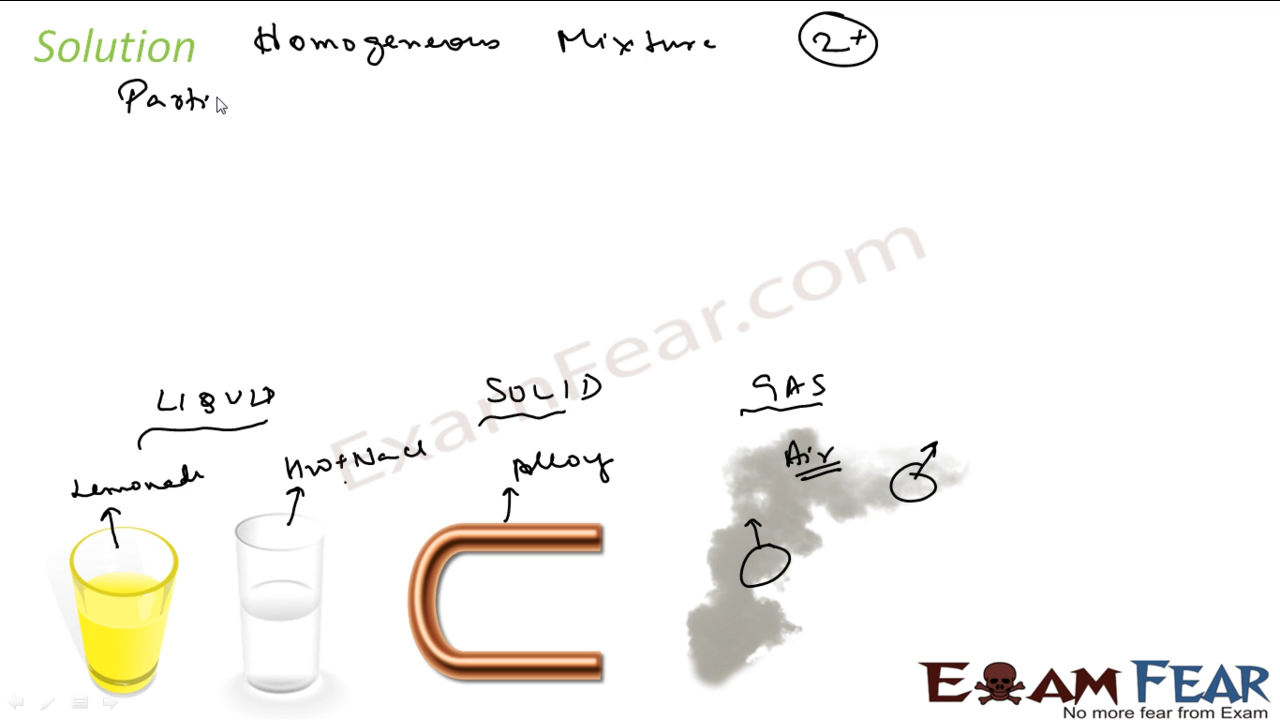 Solution Homogeneous Mixture 2+
Parti
LIQUID SOLID GAS
Lemonade H2O+NaCl Alloy Air
ExamFear.com
EXAM FEAR
No more fear from Exam